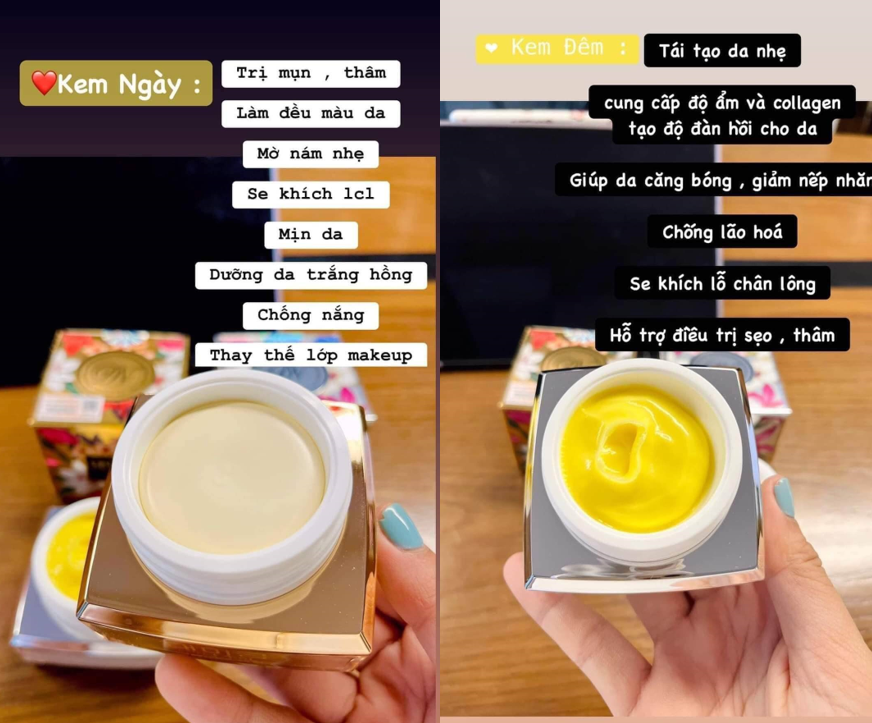 ❤️Kem Ngày :
Trị mụn , thâm
Làm đều màu da
Mờ nám nhẹ
Se khích lcl
Mịn da
Dưỡng da trắng hồng
Chống nắng
Thay thế lớp makeup
❤ Kem Đêm :
Tái tạo da nhẹ
cung cấp độ ẩm và collagen
tạo độ đàn hồi cho da
Giúp da căng bóng , giảm nếp nhăn
Chống lão hoá
Se khích lỗ chân lông
Hỗ trợ điều trị sẹo , thâm